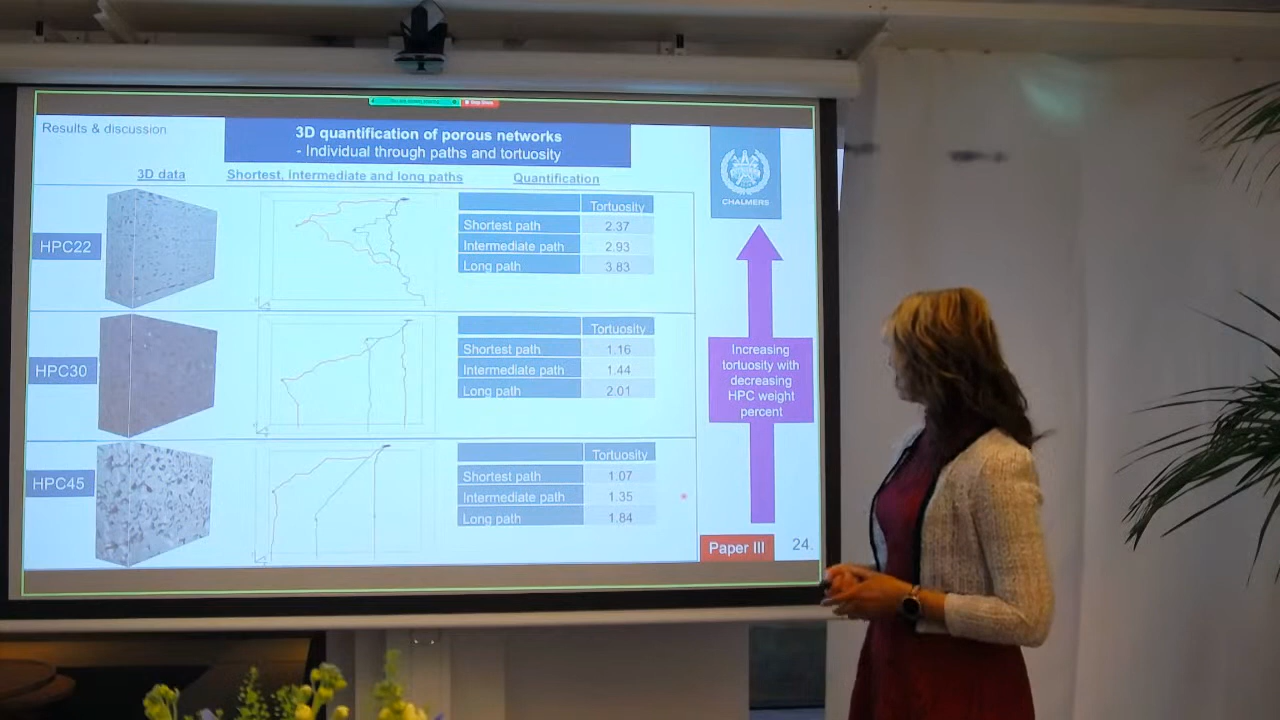 Results & discussion
3D quantification of porous networks
- Individual through paths and tortuosity
CHALMERS
3D data
Shortest, Intermediate and long paths
Quantification
HPC22
Tortuosity
Shortest path 2.37
Intermediate path 2.93
Long path 3.83
HPC30
Tortuosity
Shortest path 1.16
Intermediate path 1.44
Long path 2.01
HPC45
Tortuosity
Shortest path 1.07
Intermediate path 1.35
Long path 1.84
Increasing
tortuosity with
decreasing
HPC weight
percent
Paper III
24.